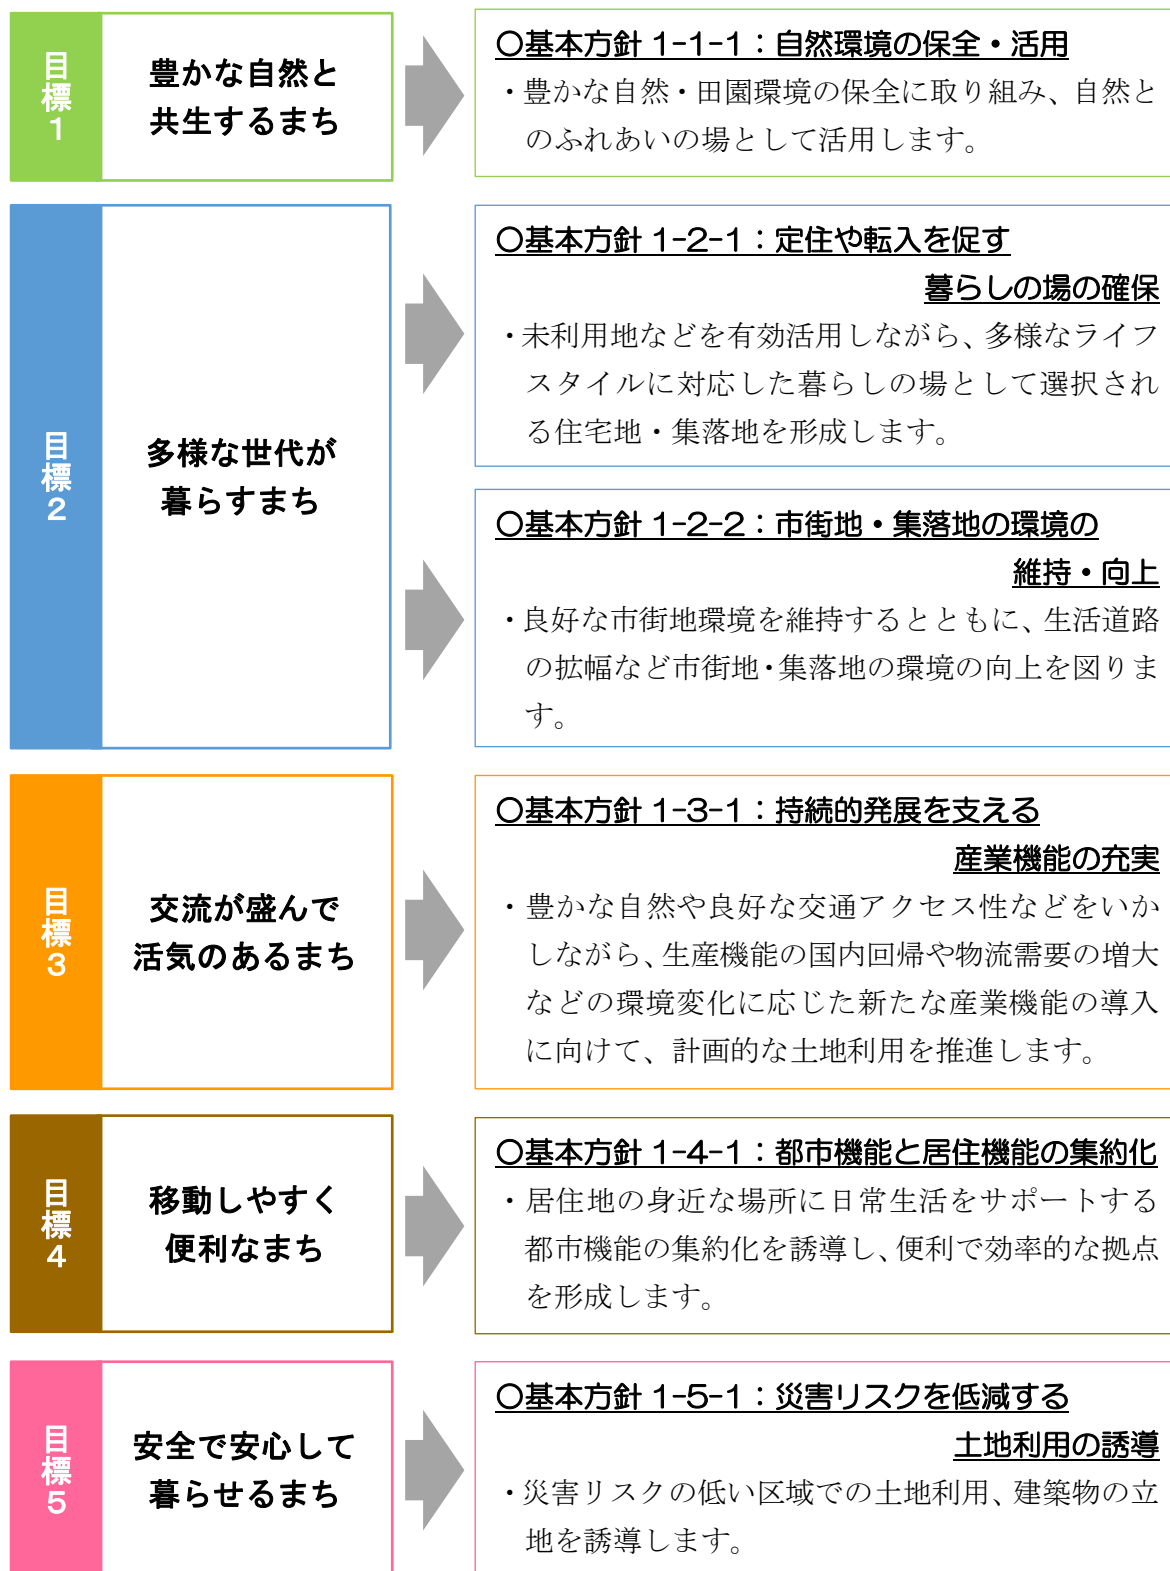 目標1
豊かな自然と
共生するまち
〇基本方針 1-1-1：自然環境の保全・活用
・豊かな自然・田園環境の保全に取り組み、自然と
のふれあいの場として活用します。
目標2
多様な世代が
暮らすまち
〇基本方針 1-2-1：定住や転入を促す
暮らしの場の確保
・未利用地などを有効活用しながら、多様なライフ
スタイルに対応した暮らしの場として選択され
る住宅地・集落地を形成します。
〇基本方針 1-2-2：市街地・集落地の環境の
維持・向上
・良好な市街地環境を維持するとともに、生活道路
の拡幅など市街地・集落地の環境の向上を図りま
す。
目標3
交流が盛んで
活気のあるまち
〇基本方針 1-3-1：持続的発展を支える
産業機能の充実
・豊かな自然や良好な交通アクセス性などをいか
しながら、生産機能の国内回帰や物流需要の増大
などの環境変化に応じた新たな産業機能の導入
に向けて、計画的な土地利用を推進します。
目標4
移動しやすく
便利なまち
〇基本方針 1-4-1：都市機能と居住機能の集約化
・居住地の身近な場所に日常生活をサポートする
都市機能の集約化を誘導し、便利で効率的な拠点
を形成します。
目標5
安全で安心して
暮らせるまち
〇基本方針 1-5-1：災害リスクを低減する
土地利用の誘導
・災害リスクの低い区域での土地利用、建築物の立
地を誘導します。